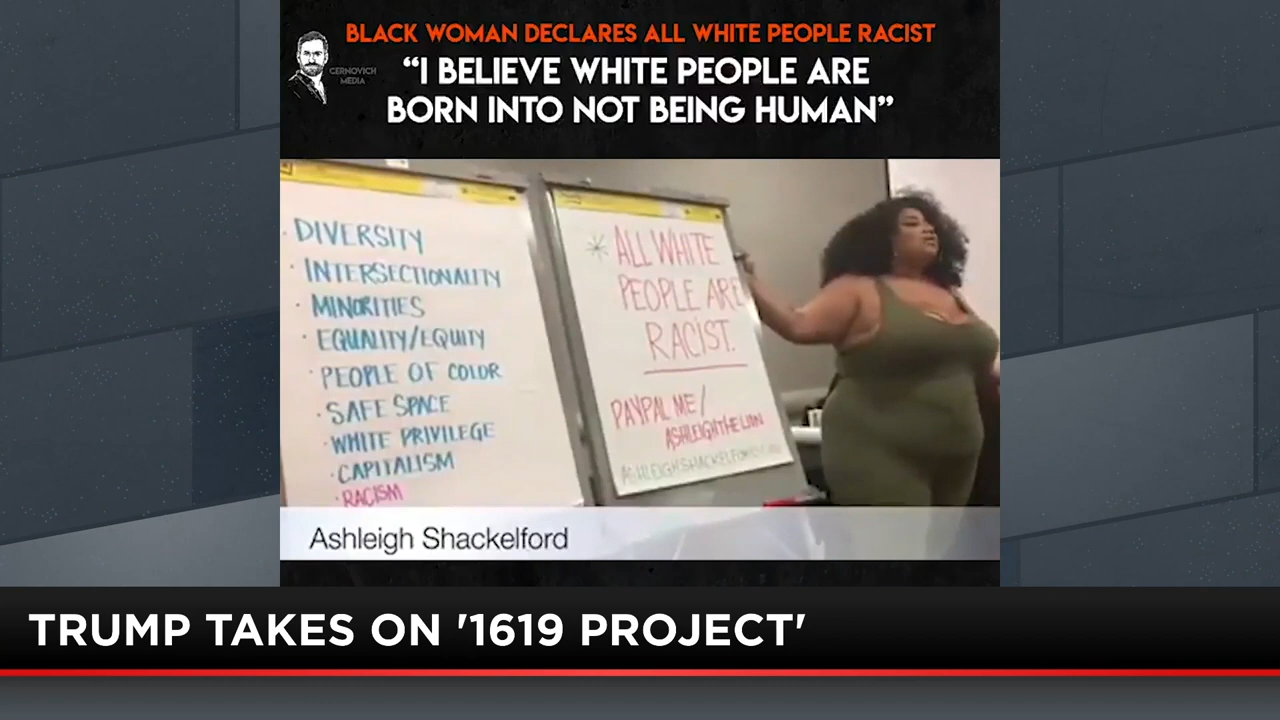 BLACK WOMAN DECLARES ALL WHITE PEOPLE RACIST
CERNOVICH
MEDIA
“I BELIEVE WHITE PEOPLE ARE
BORN INTO NOT BEING HUMAN”
· DIVERSITY
· INTERSECTIONALITY
· MINORITIES
· EQUALITY/EQUITY
· PEOPLE OF COLOR
· SAFE SPACE
· WHITE PRIVILEGE
· CAPITALISM
· RACISM
* ALL WHITE
PEOPLE ARE
RACIST.
PAYPAL ME/
ASHLEIGHTHELION
Ashleigh Shackelford
TRUMP TAKES ON '1619 PROJECT'